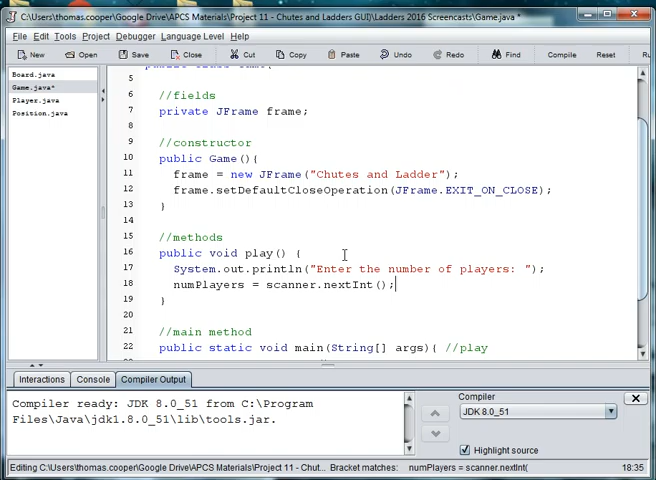 C:\Users\thomas.cooper\Google Drive\APCS Materials\Project 11 - Chutes and Ladders GUI\Ladders 2016 Screencasts\Game.java *
File Edit Tools Project Debugger Language Level Help
New Open Save Close Cut Copy Paste Undo Redo Find Compile Reset
Board.java
Game.java*
Player.java
Position.java
5
6 //fields
7 private JFrame frame;
8
9 //constructor
10 public Game(){
11 frame = new JFrame("Chutes and Ladder");
12 frame.setDefaultCloseOperation(JFrame.EXIT_ON_CLOSE);
13 }
14
15 //methods
16 public void play() {
17 System.out.println("Enter the number of players: ");
18 numPlayers = scanner.nextInt();
19 }
20
21 //main method
22 public static void main(String[] args){ //play
Interactions Console Compiler Output
Compiler ready: JDK 8.0_51 from C:\Program
Files\Java\jdk1.8.0_51\lib\tools.jar.
Compiler
JDK 8.0_51
Highlight source
Editing C:\Users\thomas.cooper\Google Drive\APCS Materials\Project 11 - Chut... Bracket matches: numPlayers = scanner.nextInt( 18:35